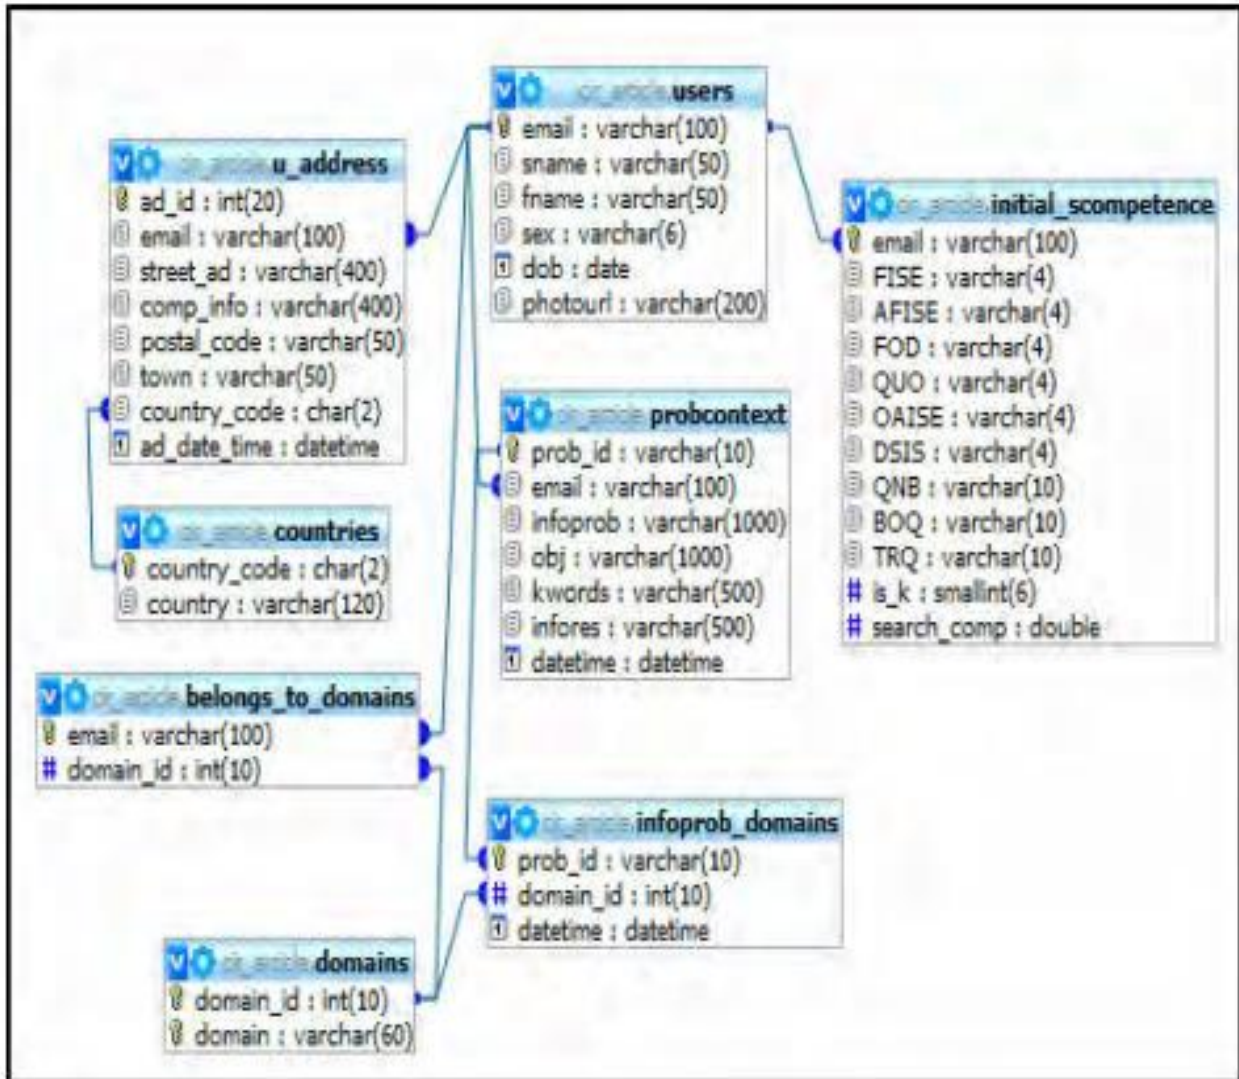 users
email : varchar(100)
sname : varchar(50)
fname : varchar(50)
sex : varchar(6)
dob : date
photourl : varchar(200)
u_address
ad_id : int(20)
email : varchar(100)
street_ad : varchar(400)
comp_info : varchar(400)
postal_code : varchar(50)
town : varchar(50)
country_code : char(2)
ad_date_time : datetime
initial_scompetence
email : varchar(100)
FISE : varchar(4)
AFISE : varchar(4)
FOD : varchar(4)
QUO : varchar(4)
OAISE : varchar(4)
DSIS : varchar(4)
QNB : varchar(10)
BOQ : varchar(10)
TRQ : varchar(10)
# is_k : smallint(6)
# search_comp : double
probcontext
prob_id : varchar(10)
email : varchar(100)
infoprob : varchar(1000)
obj : varchar(1000)
kwords : varchar(500)
infores : varchar(500)
datetime : datetime
countries
country_code : char(2)
country : varchar(120)
belongs_to_domains
email : varchar(100)
# domain_id : int(10)
infoprob_domains
prob_id : varchar(10)
# domain_id : int(10)
datetime : datetime
domains
domain_id : int(10)
domain : varchar(60)